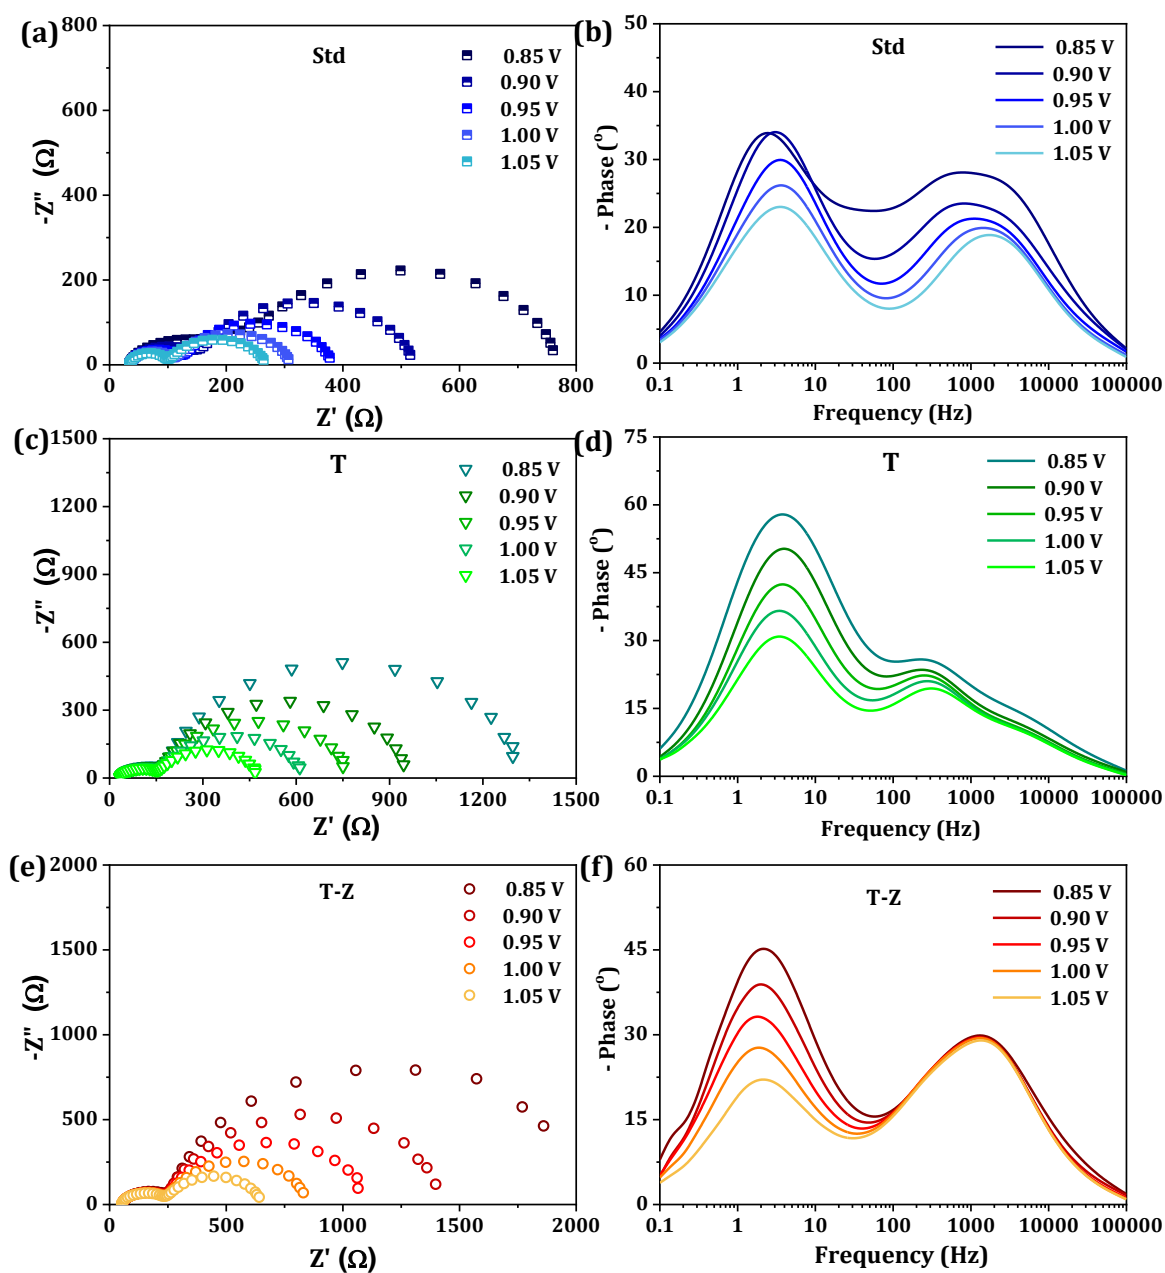 (a)
Std
0.85 V
0.90 V
0.95 V
1.00 V
1.05 V
800
600
400
200
0
-Z" (Ω)
0 200 400 600 800
Z' (Ω)
(b)
Std
0.85 V
0.90 V
0.95 V
1.00 V
1.05 V
50
40
30
20
10
0
- Phase (o)
0.1 1 10 100 1000 10000 100000
Frequency (Hz)
(c)
T
0.85 V
0.90 V
0.95 V
1.00 V
1.05 V
1500
1200
900
600
300
0
-Z" (Ω)
0 300 600 900 1200 1500
Z' (Ω)
(d)
T
0.85 V
0.90 V
0.95 V
1.00 V
1.05 V
75
60
45
30
15
0
- Phase (o)
0.1 1 10 100 1000 10000 100000
Frequency (Hz)
(e)
T-Z
0.85 V
0.90 V
0.95 V
1.00 V
1.05 V
2000
1500
1000
500
0
-Z" (Ω)
0 500 1000 1500 2000
Z' (Ω)
(f)
T-Z
0.85 V
0.90 V
0.95 V
1.00 V
1.05 V
60
45
30
15
0
- Phase (o)
0.1 1 10 100 1000 10000 100000
Frequency (Hz)